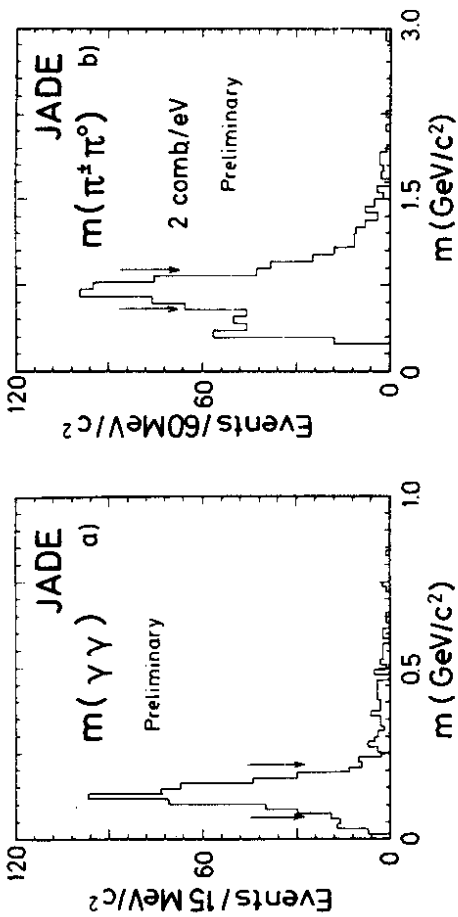 120
60
0
Events/15 MeV/c²
JADE
a)
m(γγ)
Preliminary
0
0.5
1.0
m (GeV/c²)
120
60
0
Events/60MeV/c²
JADE
b)
m(π±π⁰)
2 comb/eV
Preliminary
0
1.5
3.0
m (GeV/c²)